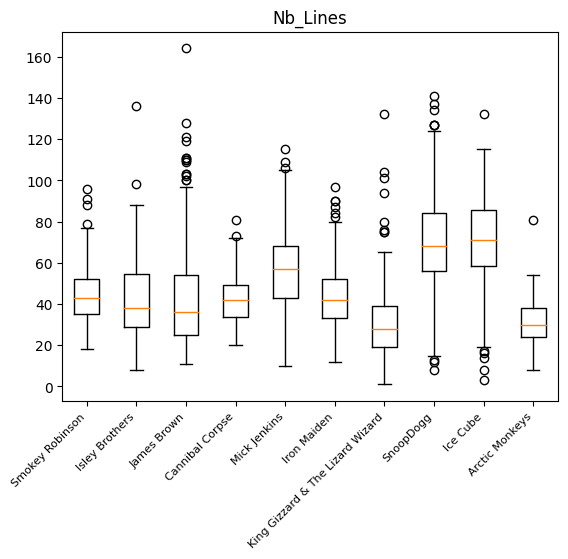 Nb_Lines
160
140
120
100
80
60
40
20
0
Smokey Robinson
Isley Brothers
James Brown
Cannibal Corpse
Mick Jenkins
Iron Maiden
King Gizzard & The Lizard Wizard
SnoopDogg
Ice Cube
Arctic Monkeys